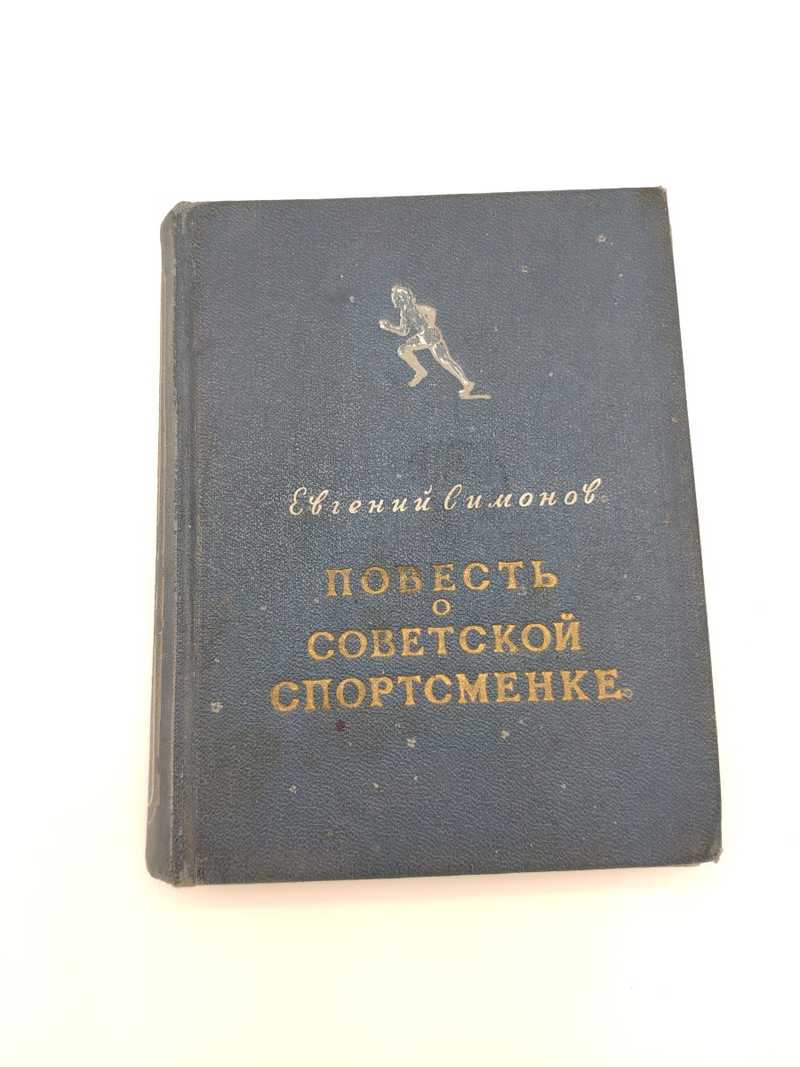 Евгений Симонов
ПОВЕСТЬ
О
СОВЕТСКОЙ
СПОРТСМЕНКЕ